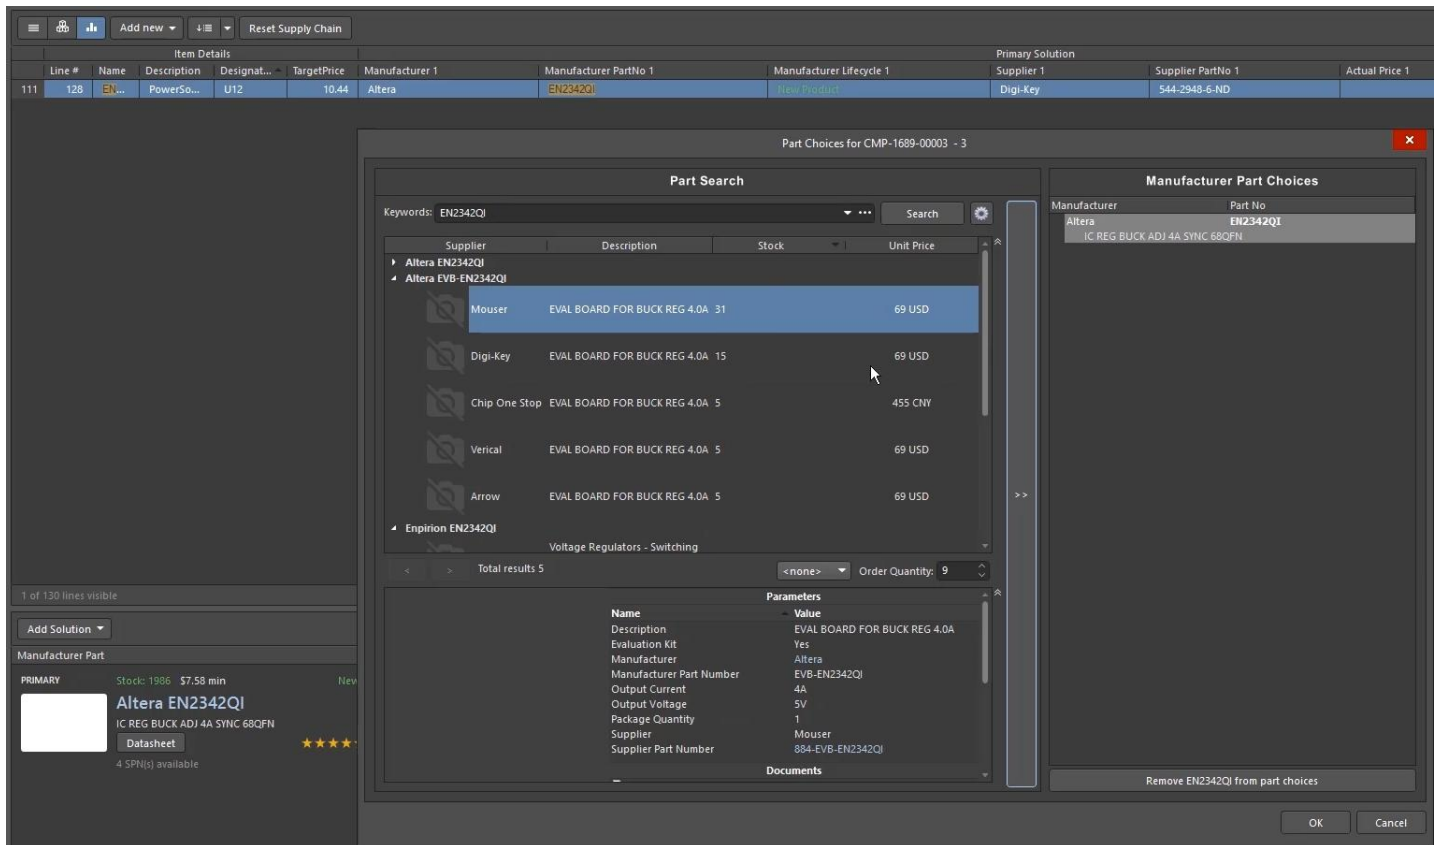 Add new
Reset Supply Chain
Item Details
Primary Solution
Line # Name Description Designat... TargetPrice Manufacturer 1 Manufacturer PartNo 1 Manufacturer Lifecycle 1 Supplier 1 Supplier PartNo 1 Actual Price 1
111 128 EN... PowerSo... U12 10.44 Altera EN2342QI New Product Digi-Key 544-2948-6-ND
Part Choices for CMP-1689-00003 - 3
Part Search
Keywords: EN2342QI ... Search
Supplier Description Stock Unit Price
Altera EN2342QI
Altera EVB-EN2342QI
Mouser EVAL BOARD FOR BUCK REG 4.0A 31 69 USD
Digi-Key EVAL BOARD FOR BUCK REG 4.0A 15 69 USD
Chip One Stop EVAL BOARD FOR BUCK REG 4.0A 5 455 CNY
Verical EVAL BOARD FOR BUCK REG 4.0A 5 69 USD
Arrow EVAL BOARD FOR BUCK REG 4.0A 5 69 USD
Enpirion EN2342QI
Voltage Regulators - Switching
< > Total results 5 <none> Order Quantity: 9
Parameters
Name Value
Description EVAL BOARD FOR BUCK REG 4.0A
Evaluation Kit Yes
Manufacturer Altera
Manufacturer Part Number EVB-EN2342QI
Output Current 4A
Output Voltage 5V
Package Quantity 1
Supplier Mouser
Supplier Part Number 884-EVB-EN2342QI
Documents
>>
Manufacturer Part Choices
Manufacturer Part No
Altera EN2342QI
IC REG BUCK ADJ 4A SYNC 68QFN
Remove EN2342QI from part choices
OK Cancel
1 of 130 lines visible
Add Solution
Manufacturer Part
PRIMARY Stock: 1986 $7.58 min New
Altera EN2342QI
IC REG BUCK ADJ 4A SYNC 68QFN
Datasheet
4 SPN(s) available